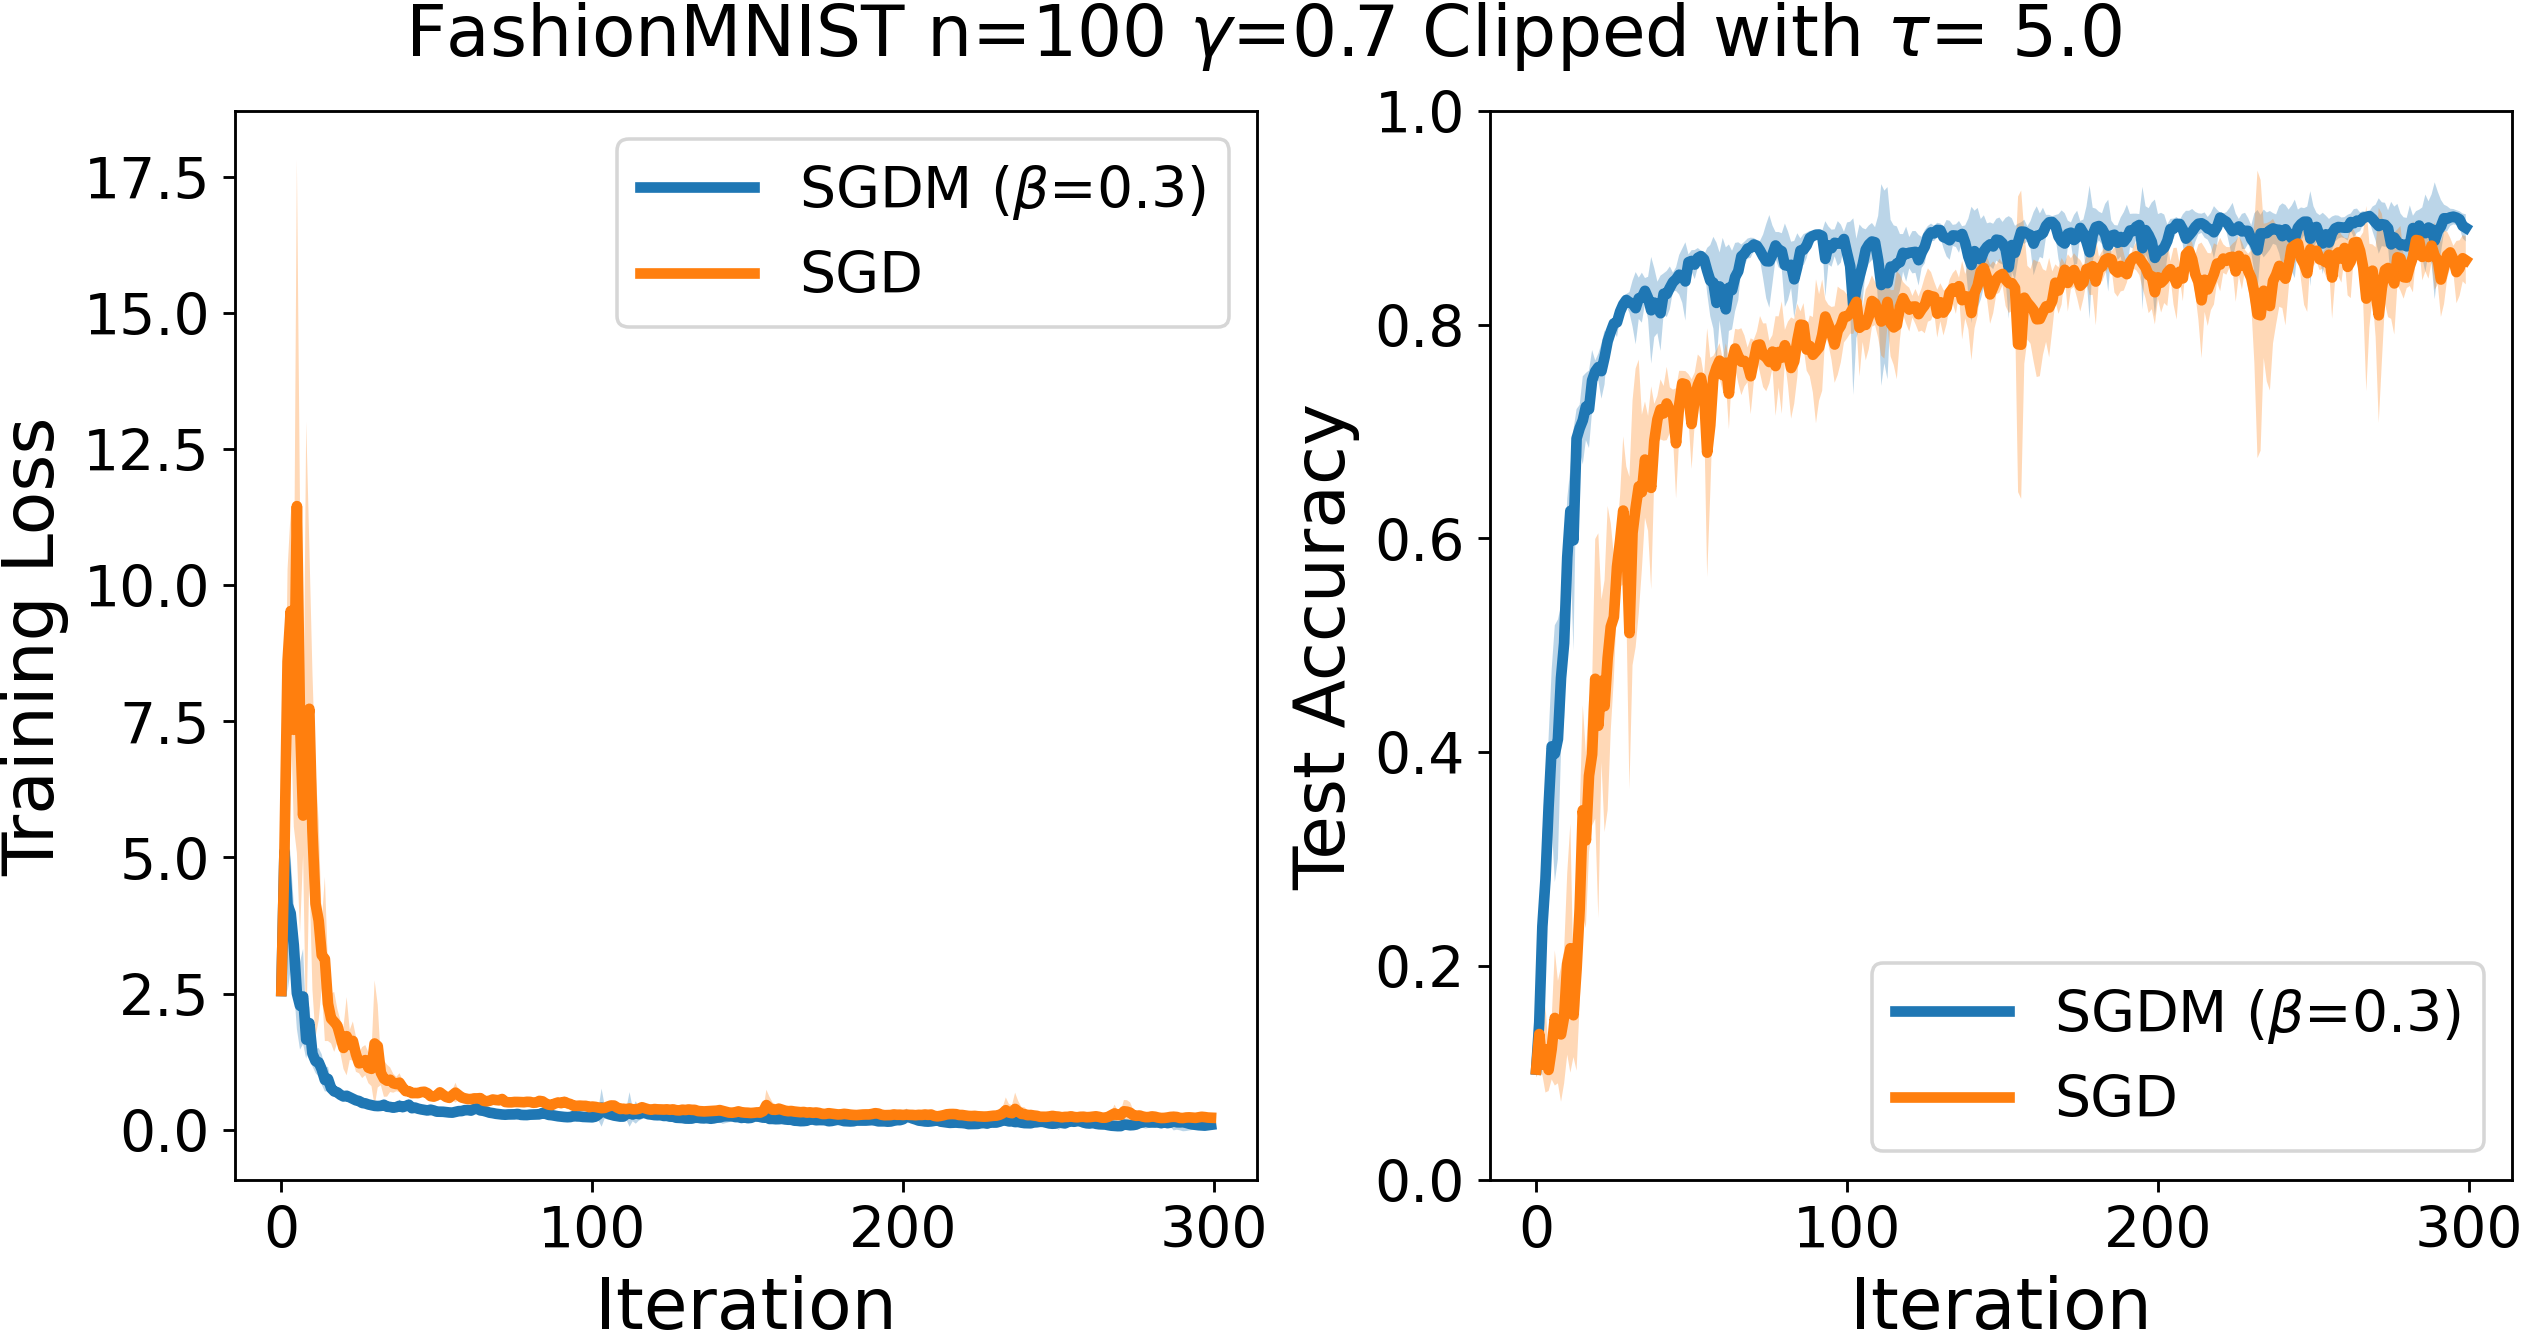 FashionMNIST n=100 γ=0.7 Clipped with τ= 5.0
Training Loss
17.5
15.0
12.5
10.0
7.5
5.0
2.5
0.0
SGDM (β=0.3)
SGD
0
100
200
300
Iteration
Test Accuracy
1.0
0.8
0.6
0.4
0.2
0.0
SGDM (β=0.3)
SGD
0
100
200
300
Iteration